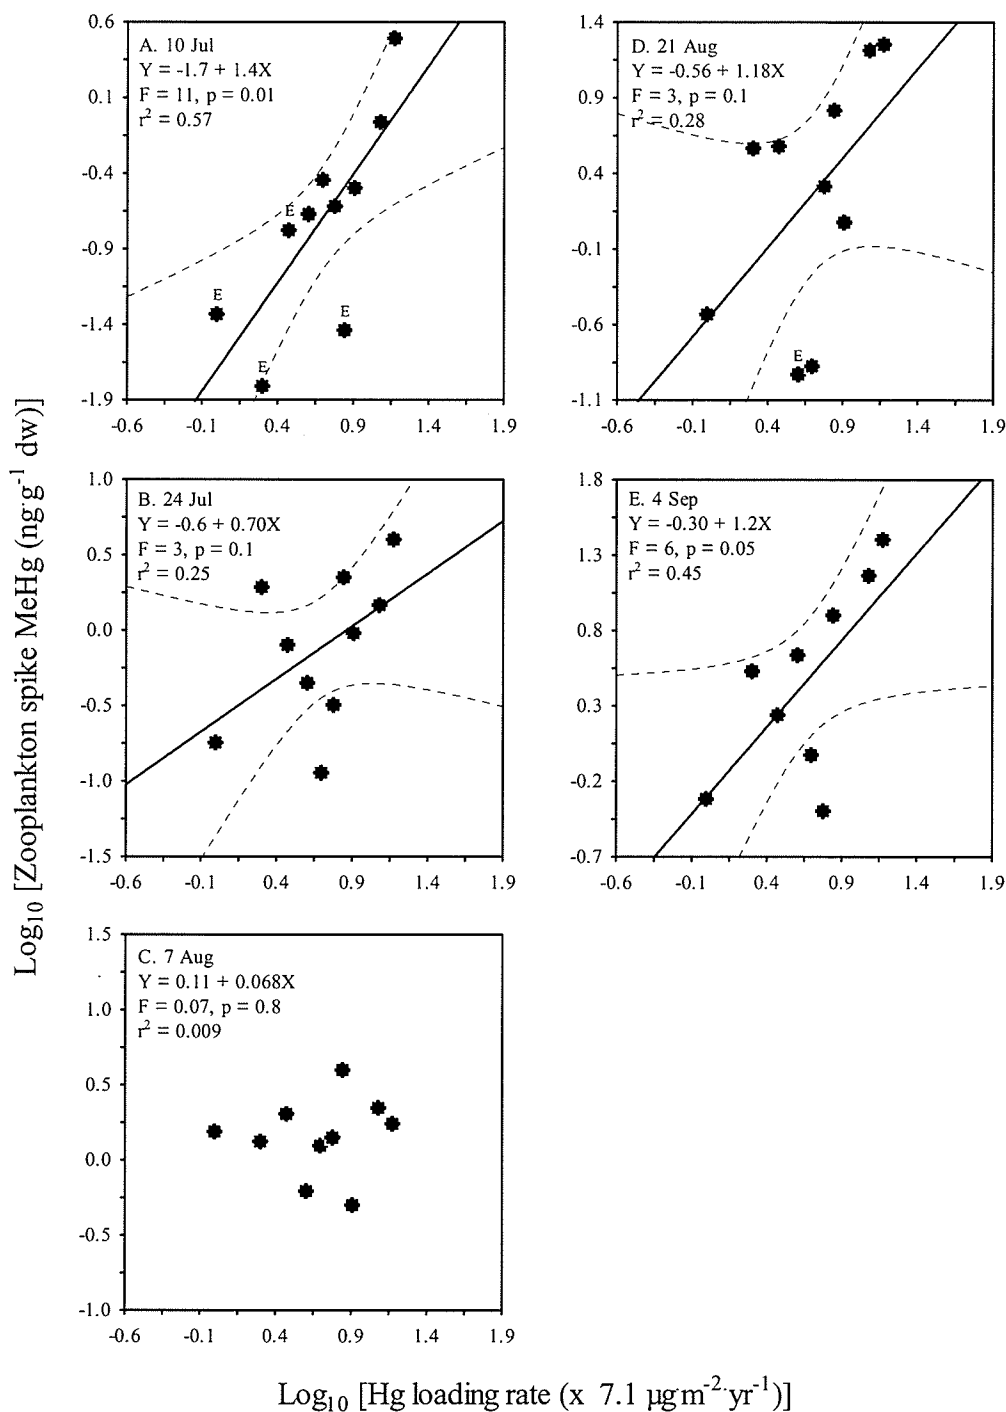 Log₁₀ [Zooplankton spike MeHg (ng·g⁻¹ dw)]
A. 10 Jul
Y = -1.7 + 1.4X
F = 11, p = 0.01
r² = 0.57
0.6
0.1
-0.4
-0.9
-1.4
-1.9
E
E
E
E
-0.6 -0.1 0.4 0.9 1.4 1.9
D. 21 Aug
Y = -0.56 + 1.18X
F = 3, p = 0.1
r² = 0.28
1.4
0.9
0.4
-0.1
-0.6
-1.1
E
-0.6 -0.1 0.4 0.9 1.4 1.9
B. 24 Jul
Y = -0.6 + 0.70X
F = 3, p = 0.1
r² = 0.25
1.0
0.5
0.0
-0.5
-1.0
-1.5
-0.6 -0.1 0.4 0.9 1.4 1.9
E. 4 Sep
Y = -0.30 + 1.2X
F = 6, p = 0.05
r² = 0.45
1.8
1.3
0.8
0.3
-0.2
-0.7
-0.6 -0.1 0.4 0.9 1.4 1.9
C. 7 Aug
Y = 0.11 + 0.068X
F = 0.07, p = 0.8
r² = 0.009
1.5
1.0
0.5
0.0
-0.5
-1.0
-0.6 -0.1 0.4 0.9 1.4 1.9
Log₁₀ [Hg loading rate (x 7.1 µg·m⁻²·yr⁻¹)]